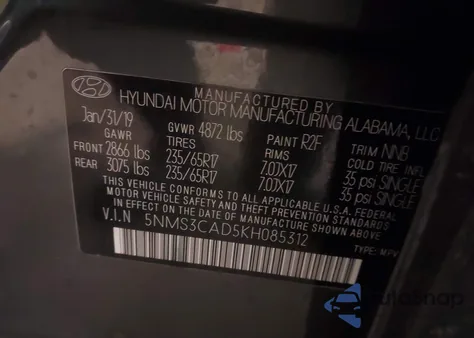 MANUFACTURED BY
HYUNDAI MOTOR MANUFACTURING ALABAMA, LLC
Jan/31/19 GVWR 4872 lbs PAINT R2F TRIM NNB
GAWR TIRES RIMS COLD TIRE INFL
FRONT 2866 lbs 235/65R17 7.0JX17 35 psi SINGLE
REAR 3075 lbs 235/65R17 7.0JX17 35 psi SINGLE
THIS VEHICLE CONFORMS TO ALL APPLICABLE U.S.A. FEDERAL
MOTOR VEHICLE SAFETY AND THEFT PREVENTION STANDARDS
IN EFFECT ON THE DATE OF MANUFACTURE SHOWN ABOVE
V.I.N 5NMS3CAD5KH085312
TYPE: MPV